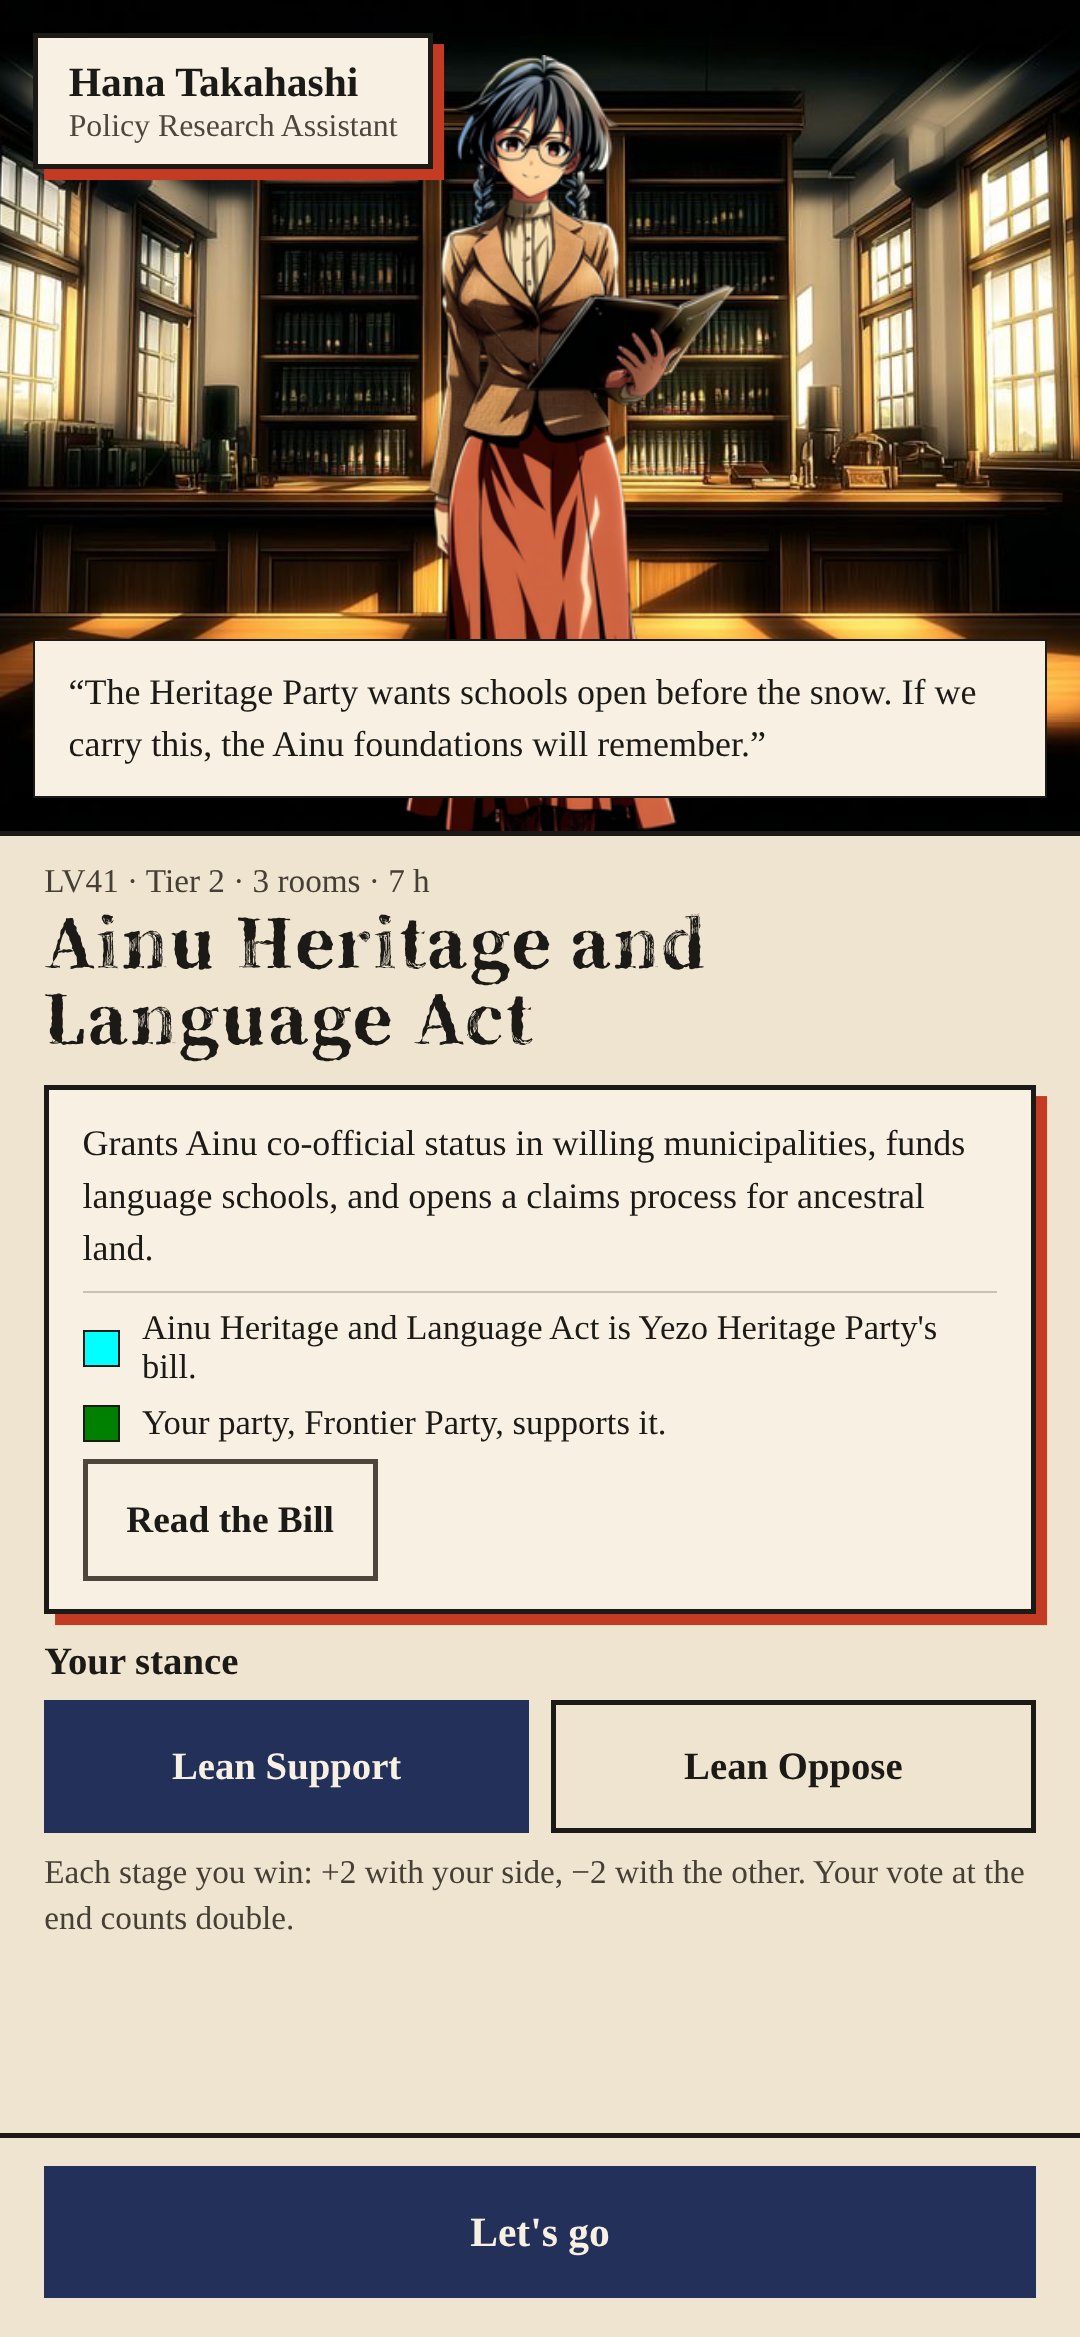 Hana Takahashi
Policy Research Assistant
“The Heritage Party wants schools open before the snow. If we
carry this, the Ainu foundations will remember.”
LV41 · Tier 2 · 3 rooms · 7 h
Ainu Heritage and
Language Act
Grants Ainu co-official status in willing municipalities, funds
language schools, and opens a claims process for ancestral
land.
Ainu Heritage and Language Act is Yezo Heritage Party's
bill.
Your party, Frontier Party, supports it.
Read the Bill
Your stance
Lean Support
Lean Oppose
Each stage you win: +2 with your side, −2 with the other. Your vote at the
end counts double.
Let's go